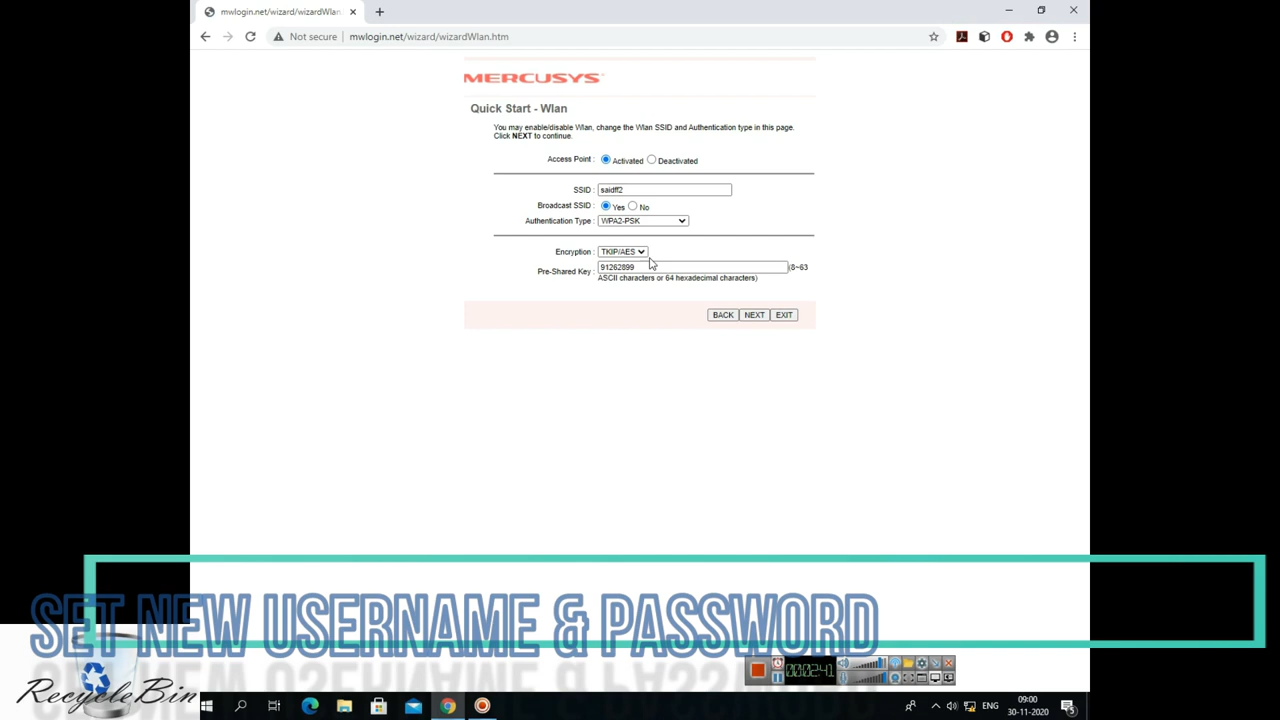 mwlogin.net/wizard/wizardWlan.
Not secure mwlogin.net/wizard/wizardWlan.htm
MERCUSYS
Quick Start - Wlan
You may enable/disable Wlan, change the Wlan SSID and Authentication type in this page.
Click NEXT to continue.
Access Point : Activated Deactivated
SSID : saidff2
Broadcast SSID : Yes No
Authentication Type : WPA2-PSK
Encryption : TKIP/AES
Pre-Shared Key : 91262899 (8~63
ASCII characters or 64 hexadecimal characters)
BACK NEXT EXIT
SET NEW USERNAME & PASSWORD
00:02:41
RecycleBin
ENG
09:00
30-11-2020
5